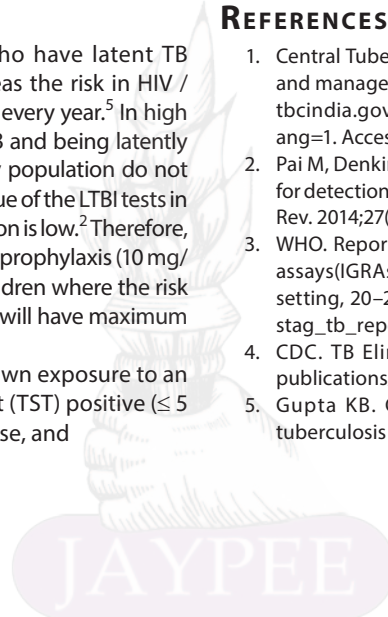 ho have latent TB
eas the risk in HIV /
every year.5 In high
3 and being latently
population do not
ue of the LTBI tests in
on is low.2 Therefore,
prophylaxis (10 mg/
dren where the risk
will have maximum
wn exposure to an
t (TST) positive (≤ 5
se, and
REFERENCES
1. Central Tube
and manage
tbcindia.gov
ang=1. Acces
2. Pai M, Denkin
for detection
Rev. 2014;27(
3. WHO. Repor
assays(IGRAs
setting, 20–2
stag_tb_rep
4. CDC. TB Elin
publications
5. Gupta KB. C
tuberculosis
JAYPEE